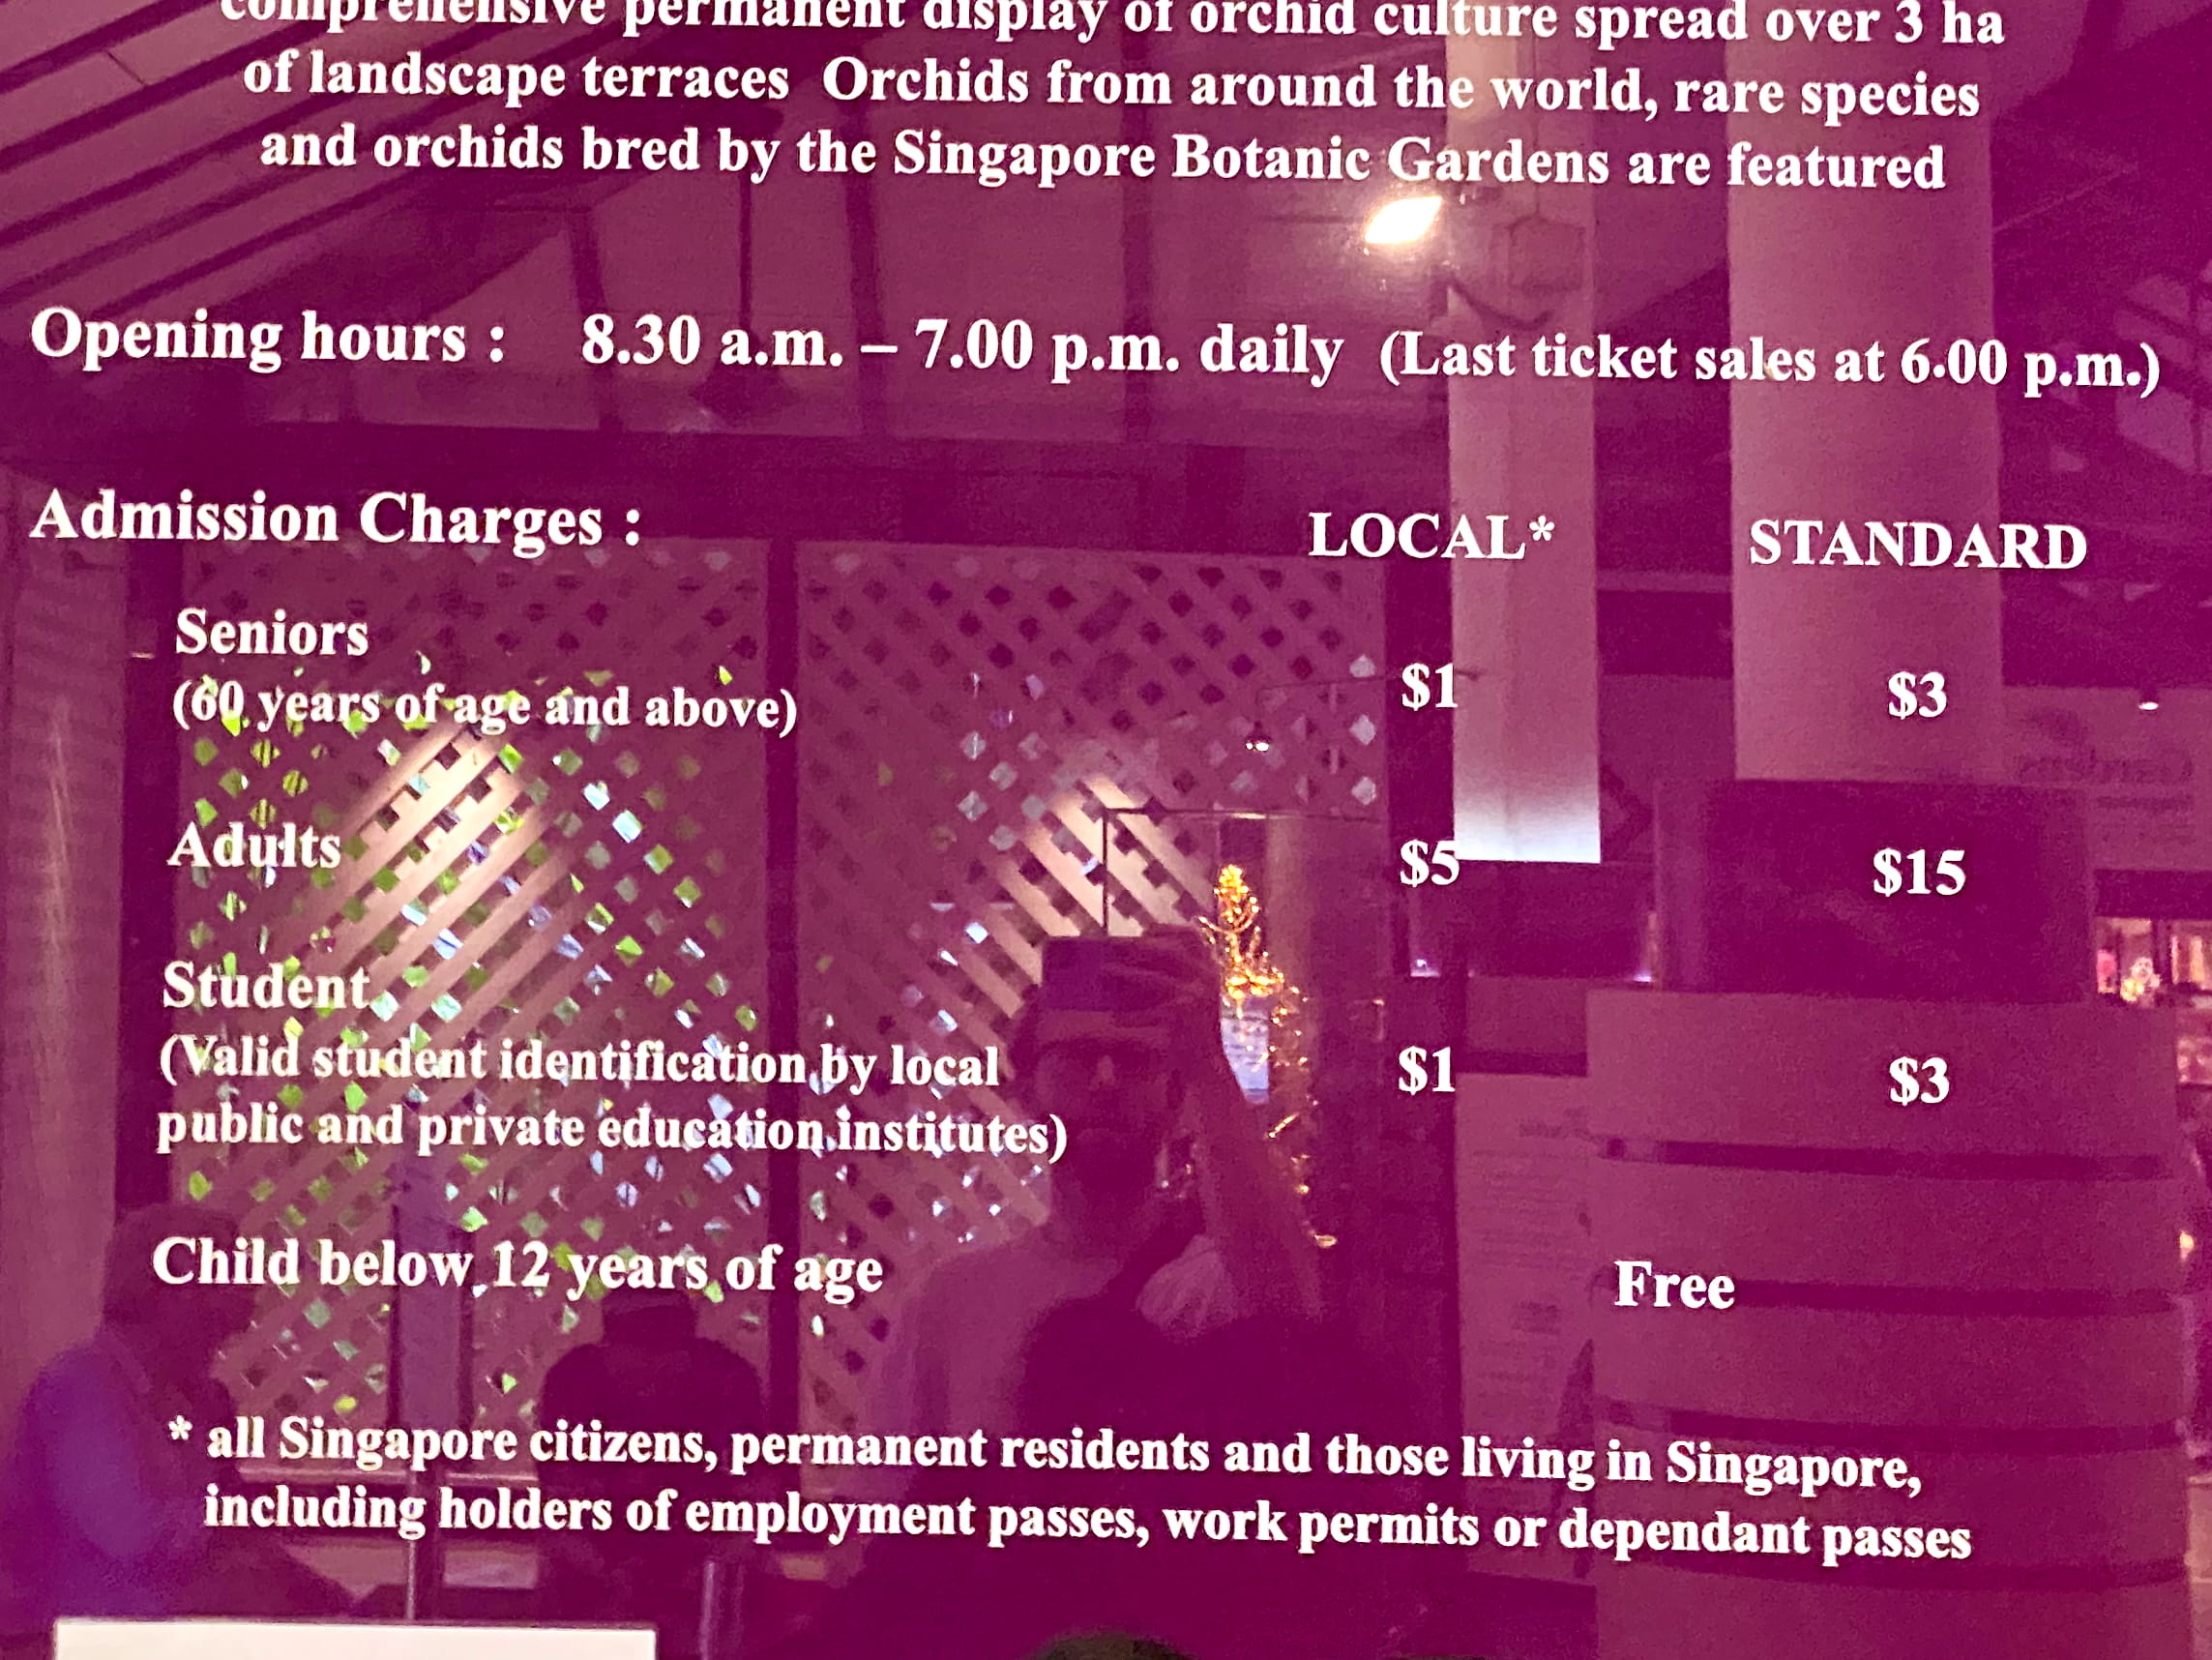 comprehensive permanent display of orchid culture spread over 3 ha
of landscape terraces Orchids from around the world, rare species
and orchids bred by the Singapore Botanic Gardens are featured
Opening hours : 8.30 a.m. – 7.00 p.m. daily (Last ticket sales at 6.00 p.m.)
Admission Charges : LOCAL* STANDARD
Seniors
(60 years of age and above) $1 $3
Adults $5 $15
Student
(Valid student identification by local $1 $3
public and private education institutes)
Child below 12 years of age Free
* all Singapore citizens, permanent residents and those living in Singapore,
including holders of employment passes, work permits or dependant passes